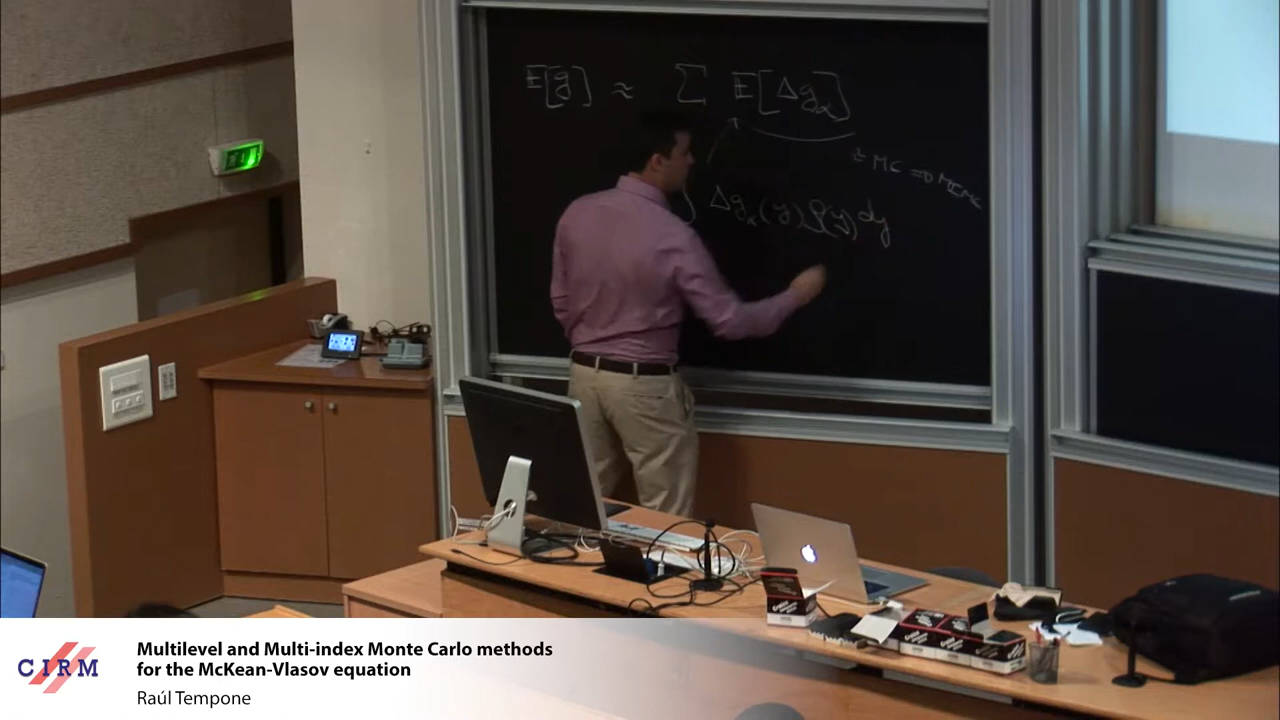 E[g] ≈ Σ E[Δg_α]
≃ MC ⇒ MIMC
∫ Δg_α(y) ρ(y) dy
CIRM
Multilevel and Multi-index Monte Carlo methods
for the McKean-Vlasov equation
Raúl Tempone